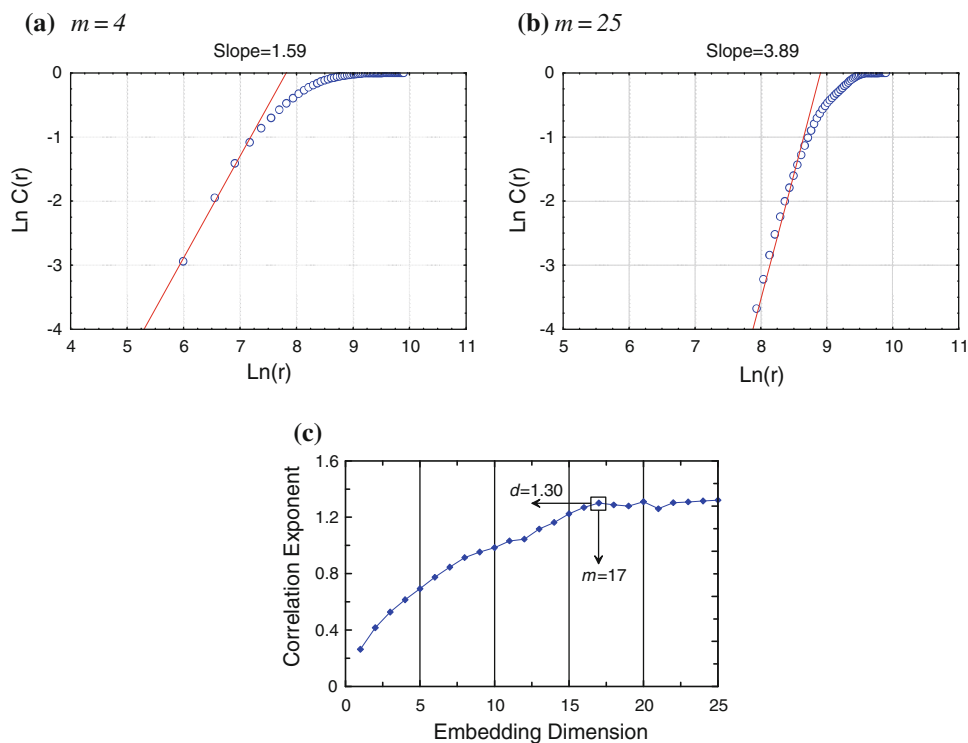 (a) m = 4
Slope=1.59
0
-1
-2
-3
-4
Ln C(r)
4 5 6 7 8 9 10 11
Ln(r)
(b) m = 25
Slope=3.89
0
-1
-2
-3
-4
Ln C(r)
5 6 7 8 9 10 11
Ln(r)
(c)
1.6
1.2
0.8
0.4
0
Correlation Exponent
d=1.30
m=17
0 5 10 15 20 25
Embedding Dimension